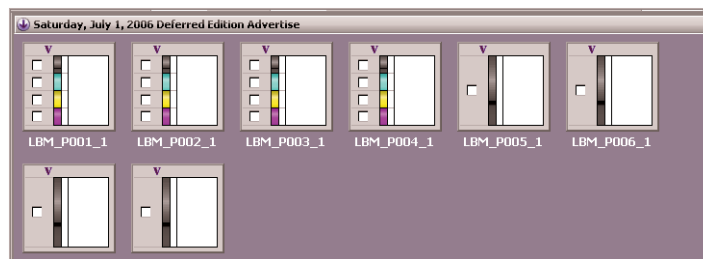 Saturday, July 1, 2006 Deferred Edition Advertise
V V V V V V
LBM_P001_1 LBM_P002_1 LBM_P003_1 LBM_P004_1 LBM_P005_1 LBM_P006_1
V V